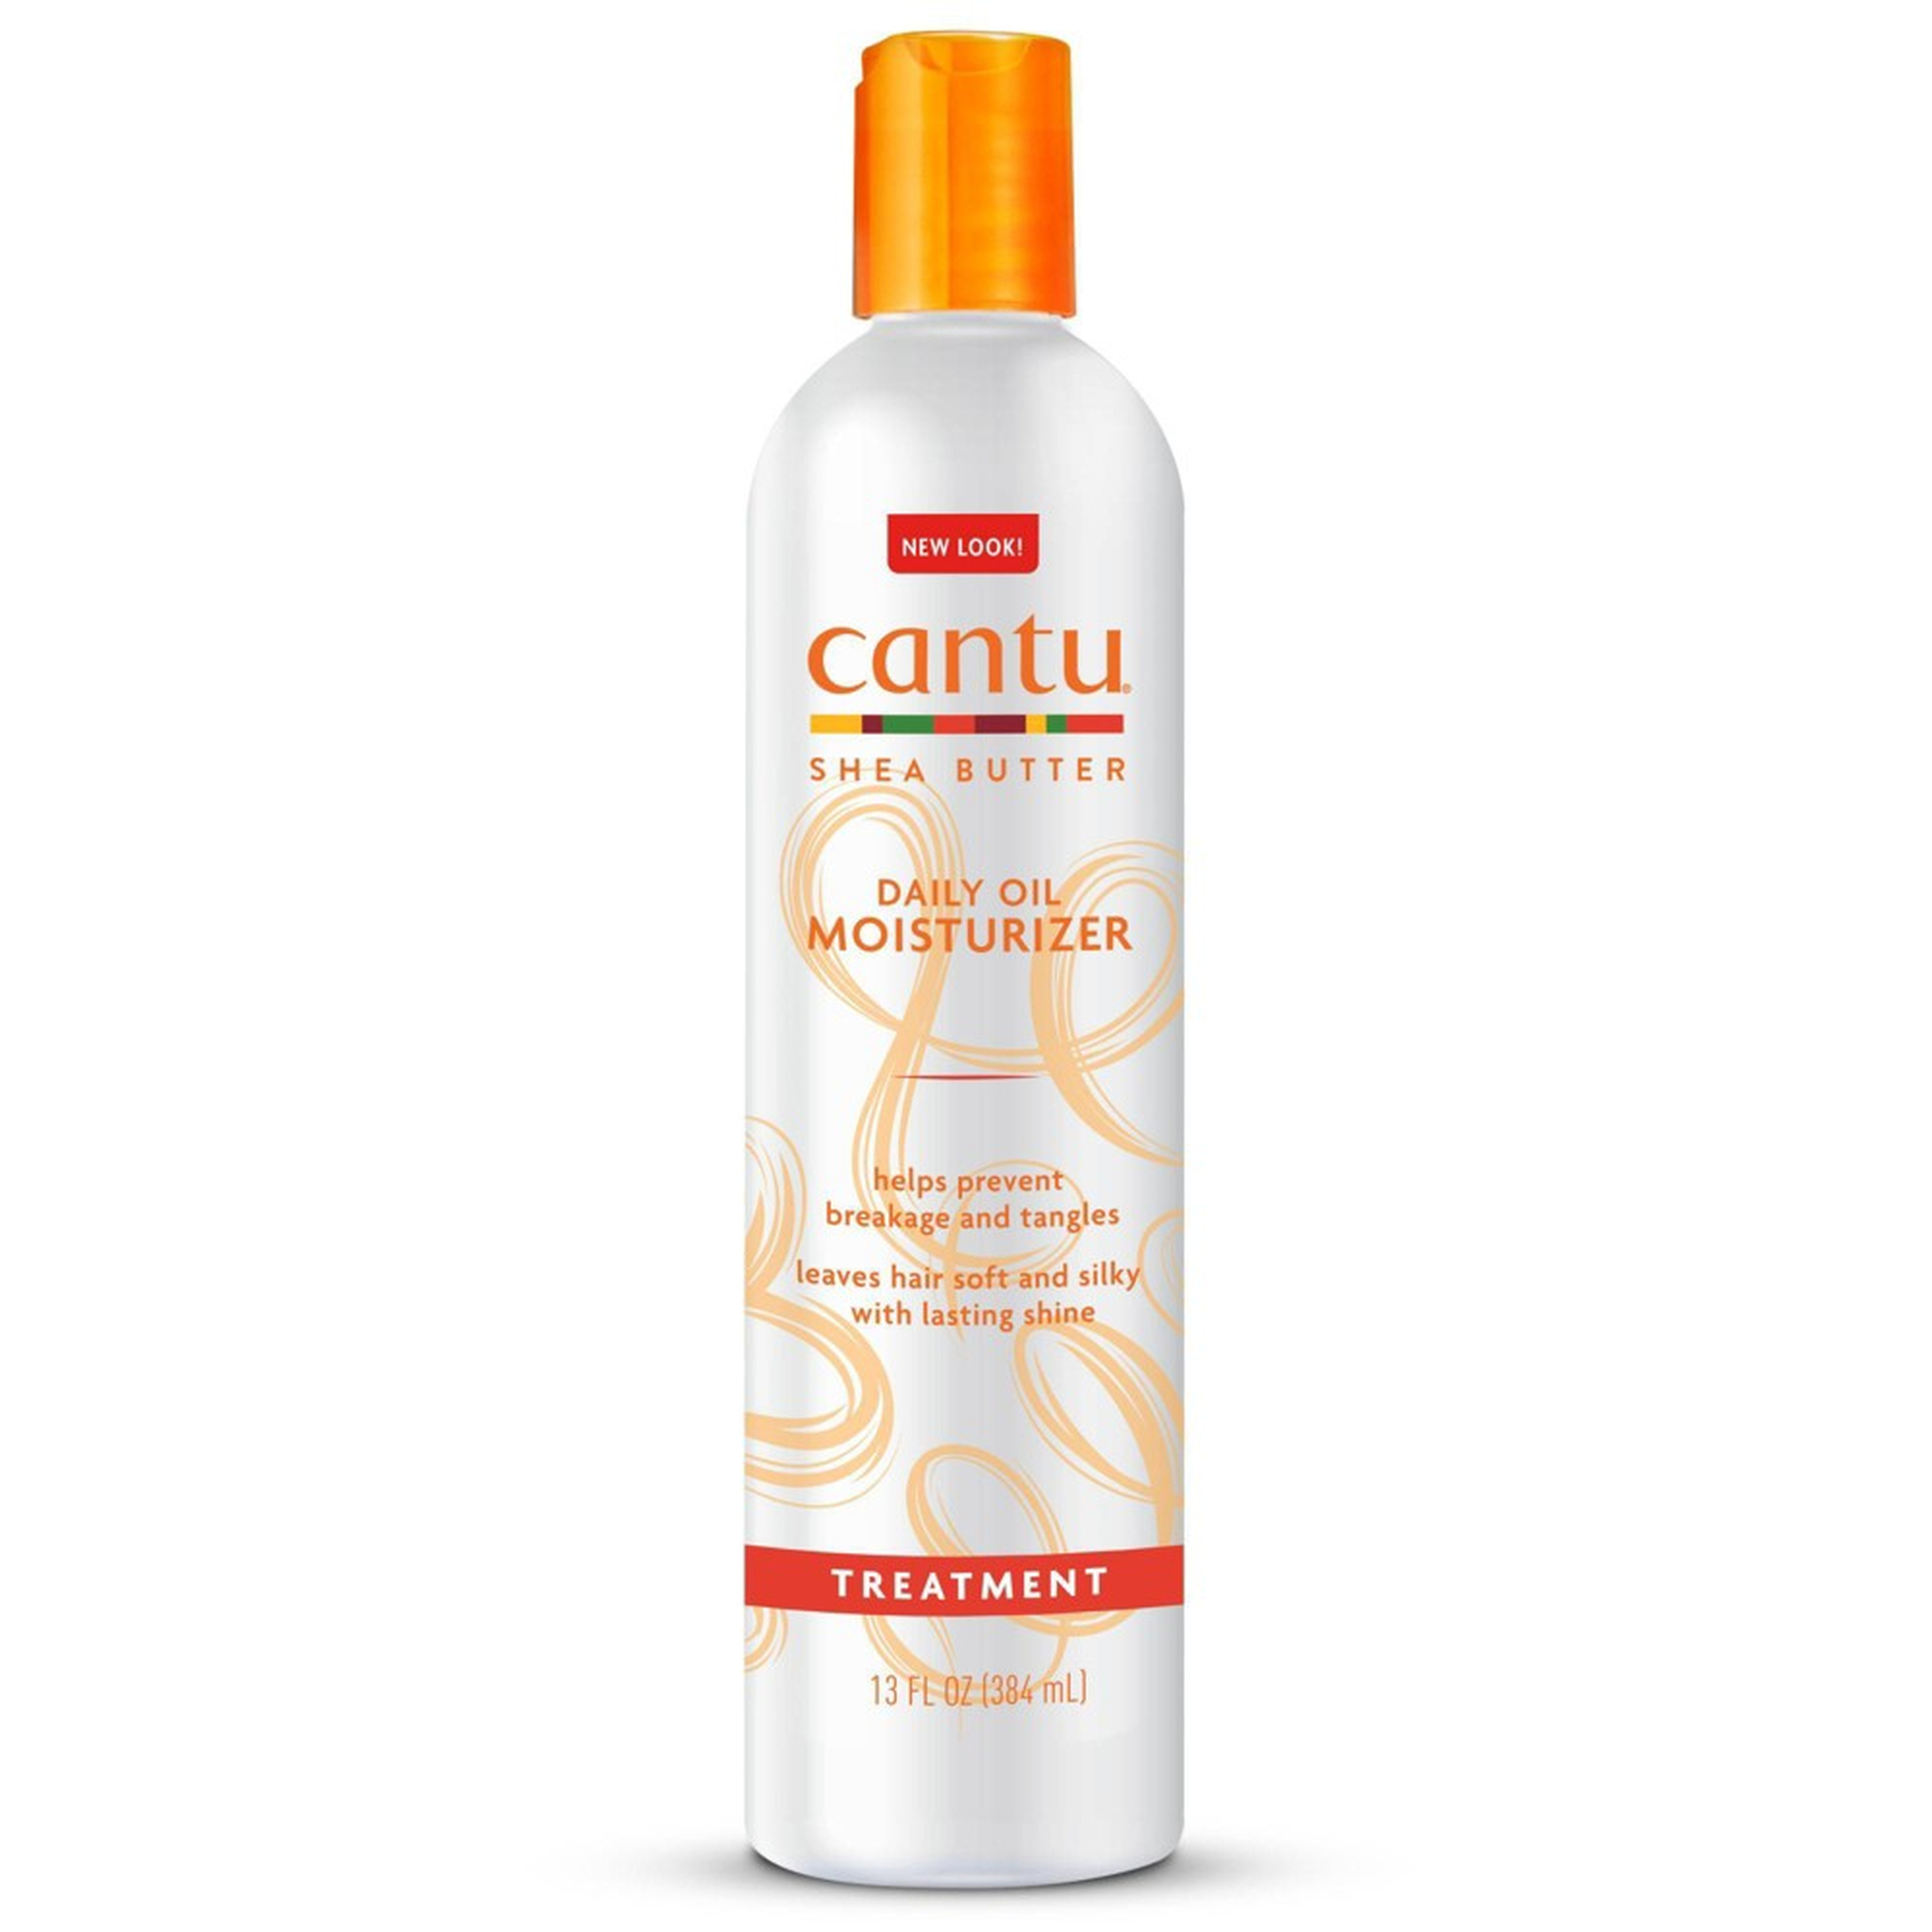 NEW LOOK!
cantu®
SHEA BUTTER
DAILY OIL
MOISTURIZER
helps prevent
breakage and tangles
leaves hair soft and silky
with lasting shine
TREATMENT
13 FL OZ (384 mL)